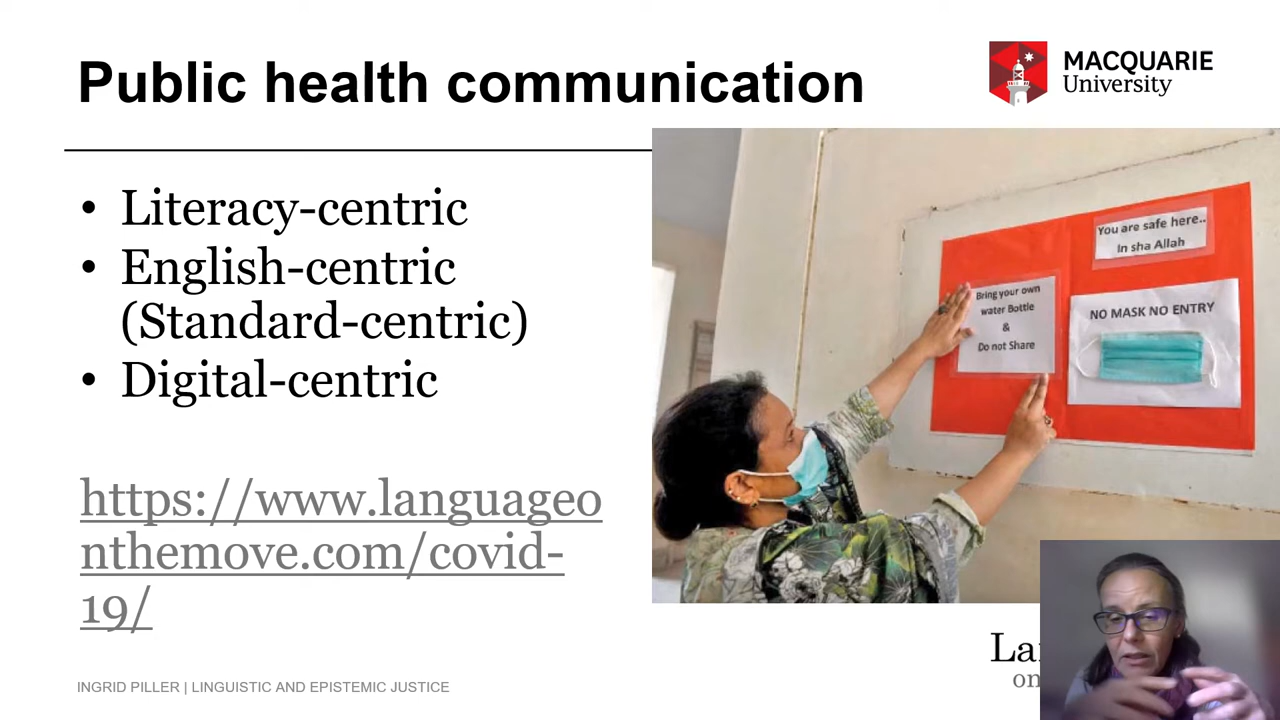 Public health communication
MACQUARIE
University
• Literacy-centric
• English-centric
(Standard-centric)
• Digital-centric
https://www.languageo
nthemove.com/covid-
19/
You are safe here..
In sha Allah
Bring your own
water Bottle
&
Do not Share
NO MASK NO ENTRY
INGRID PILLER | LINGUISTIC AND EPISTEMIC JUSTICE
on